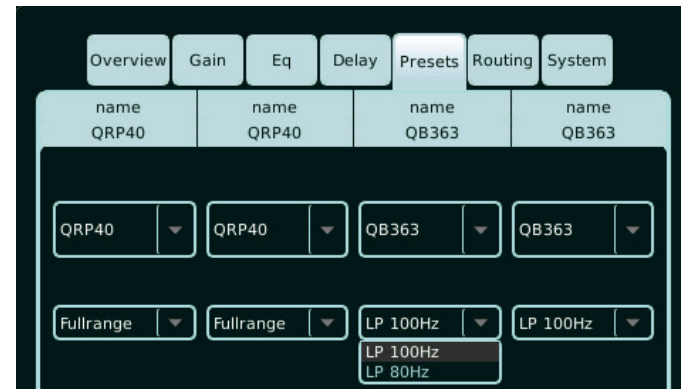 Overview Gain Eq Delay Presets Routing System
name name name name
QRP40 QRP40 QB363 QB363
QRP40 QRP40 QB363 QB363
Fullrange Fullrange LP 100Hz LP 100Hz
LP 100Hz
LP 80Hz